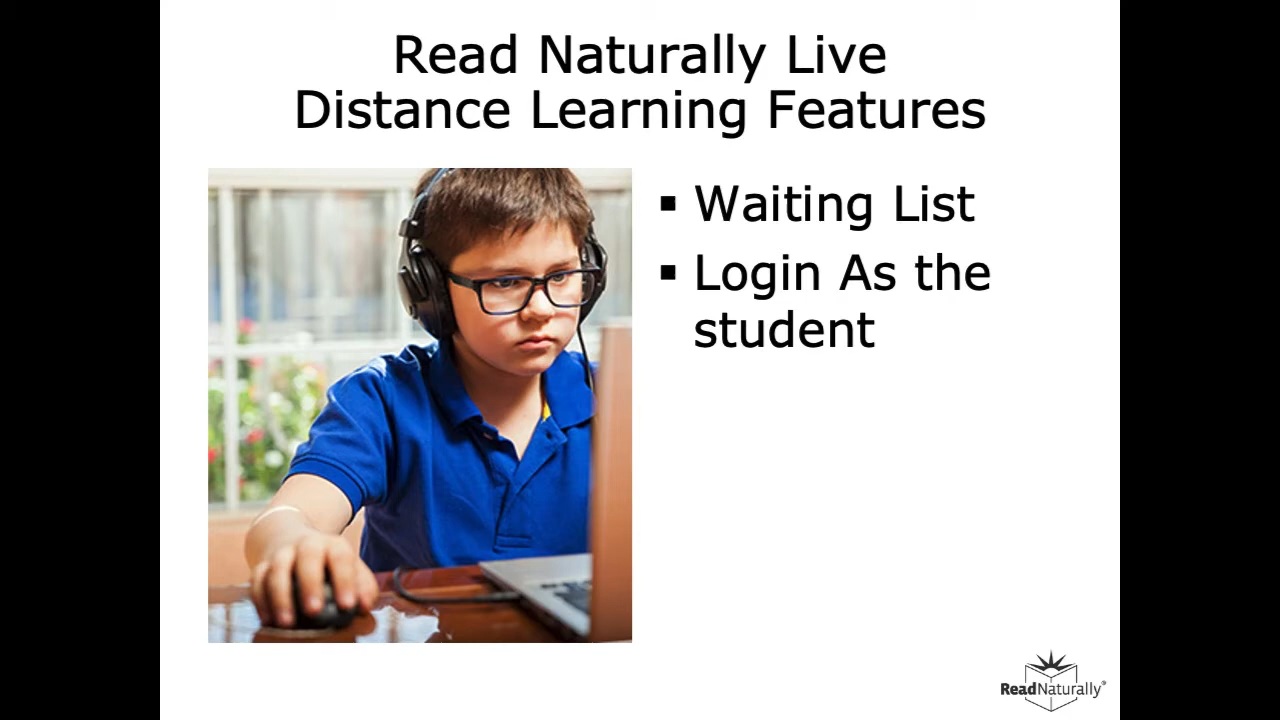 Read Naturally Live
Distance Learning Features
▪ Waiting List
▪ Login As the
student
ReadNaturally®